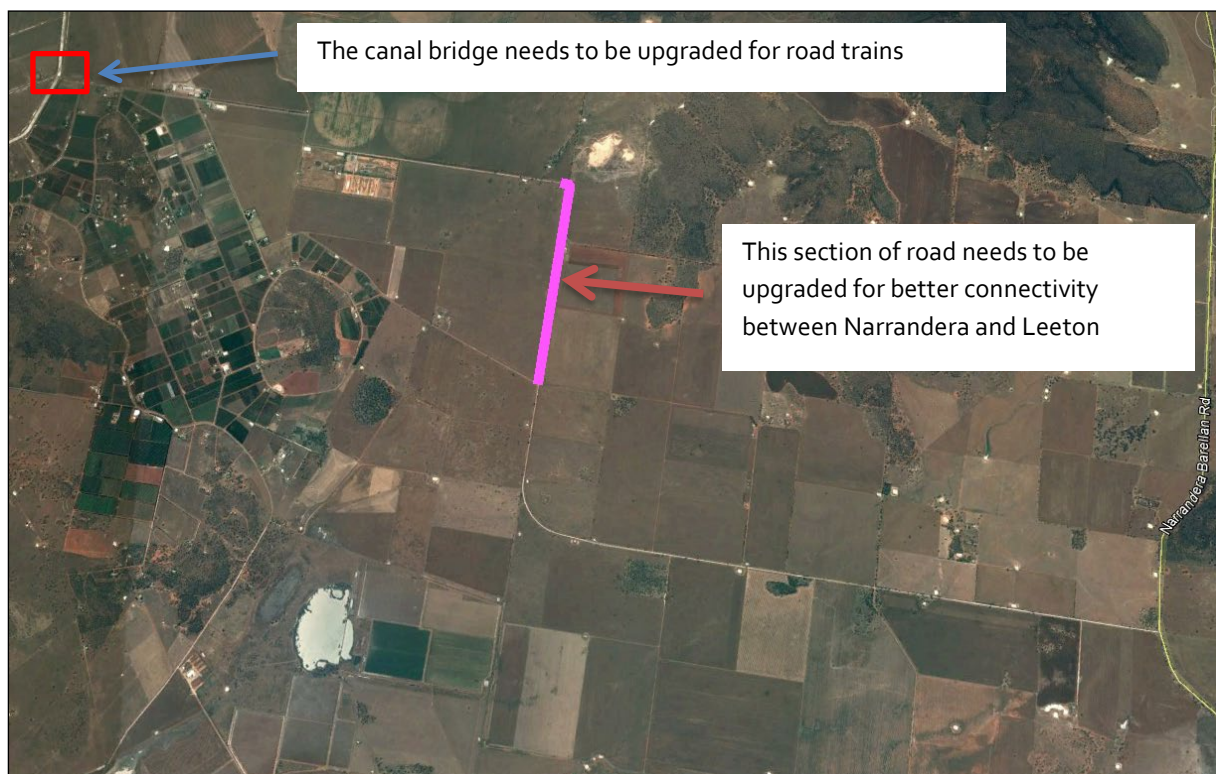 The canal bridge needs to be upgraded for road trains
This section of road needs to be
upgraded for better connectivity
between Narrandera and Leeton
Narrandera-Barellan Rd